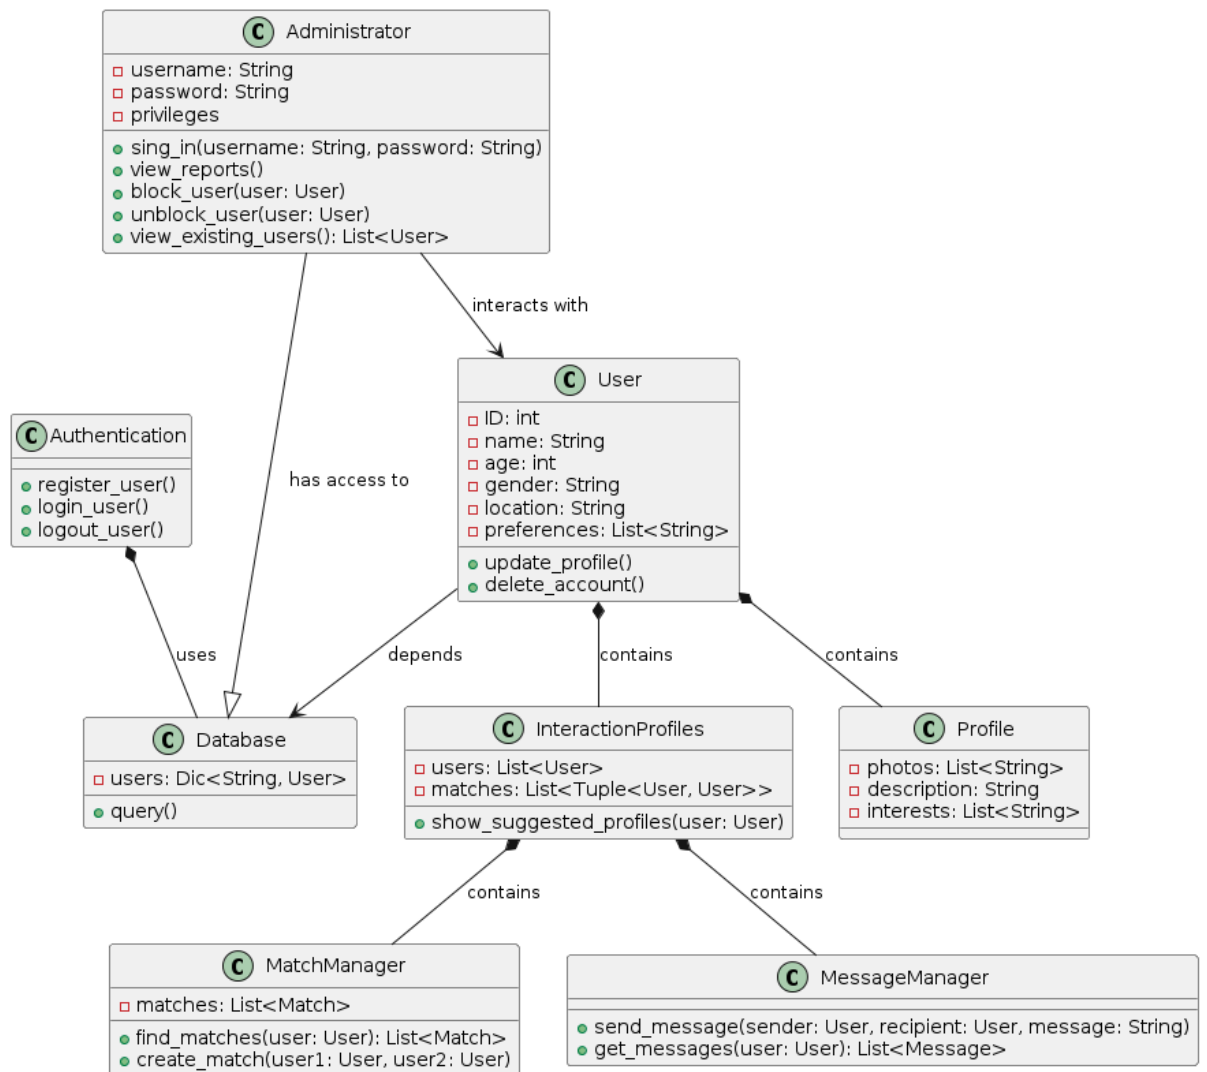 C Administrator
username: String
password: String
privileges
sing_in(username: String, password: String)
view_reports()
block_user(user: User)
unblock_user(user: User)
view_existing_users(): List<User>
interacts with
C User
ID: int
name: String
age: int
gender: String
location: String
preferences: List<String>
update_profile()
delete_account()
C Authentication
register_user()
login_user()
logout_user()
has access to
uses
depends
contains
contains
C Database
users: Dic<String, User>
query()
C InteractionProfiles
users: List<User>
matches: List<Tuple<User, User>>
show_suggested_profiles(user: User)
C Profile
photos: List<String>
description: String
interests: List<String>
contains
contains
C MatchManager
matches: List<Match>
find_matches(user: User): List<Match>
create_match(user1: User, user2: User)
C MessageManager
send_message(sender: User, recipient: User, message: String)
get_messages(user: User): List<Message>